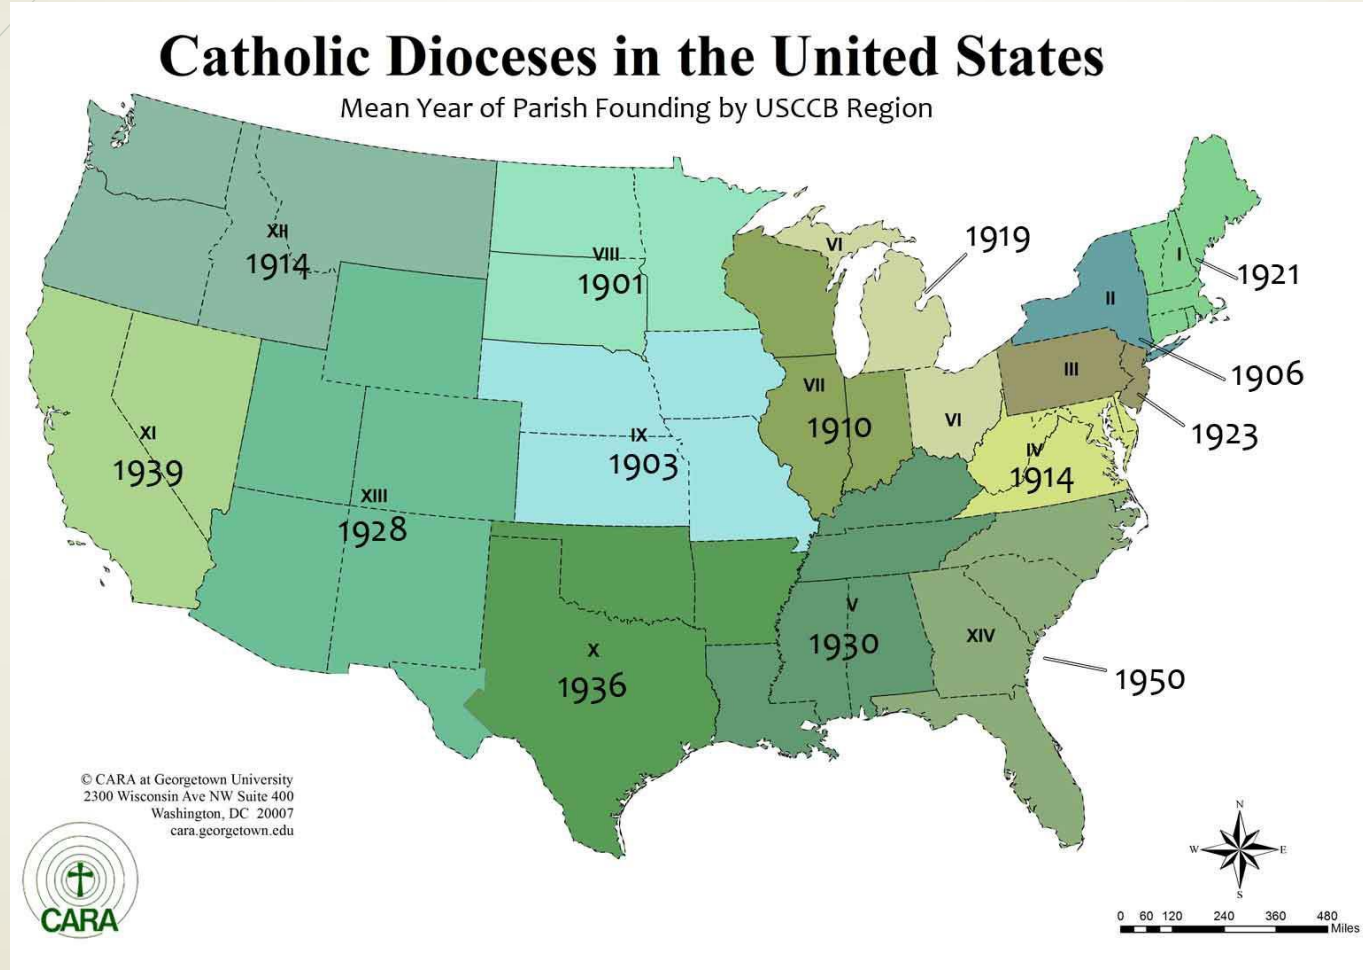 Catholic Dioceses in the United States
Mean Year of Parish Founding by USCCB Region
XII
1914
VIII
1901
VI
1919
I
1921
II
1906
III
1923
VII
1910
VI
IV
1914
XI
1939
IX
1903
XIII
1928
V
1930
XIV
1950
X
1936
© CARA at Georgetown University
2300 Wisconsin Ave NW Suite 400
Washington, DC 20007
cara.georgetown.edu
CARA
N
W E
S
0 60 120 240 360 480
Miles